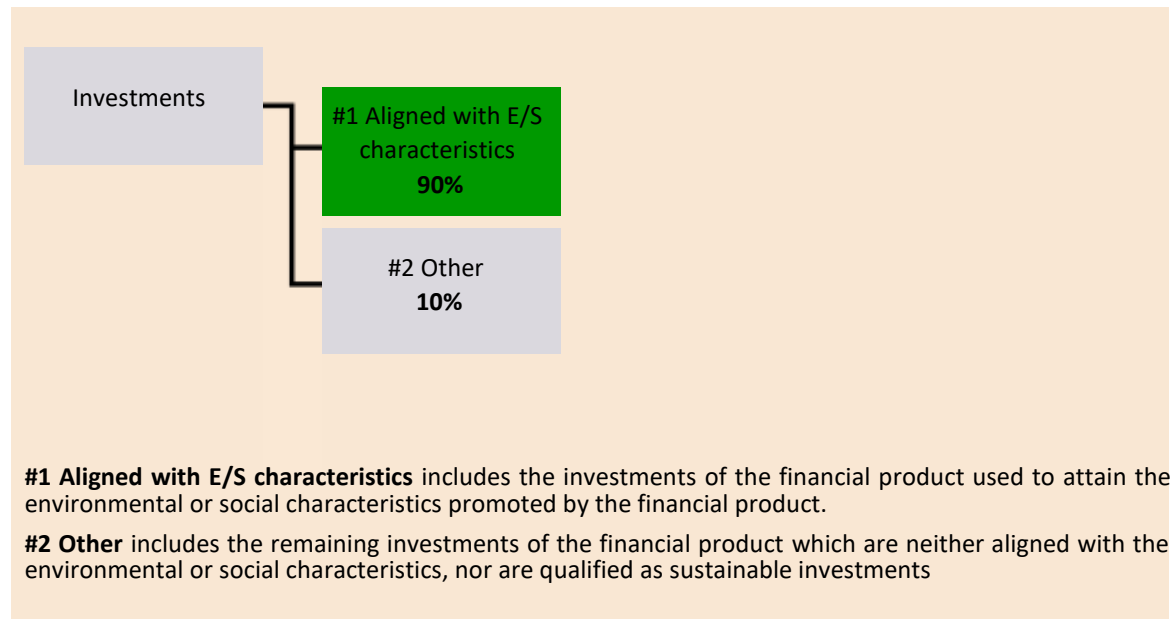 Investments
#1 Aligned with E/S
characteristics
90%
#2 Other
10%
#1 Aligned with E/S characteristics includes the investments of the financial product used to attain the
environmental or social characteristics promoted by the financial product.
#2 Other includes the remaining investments of the financial product which are neither aligned with the
environmental or social characteristics, nor are qualified as sustainable investments